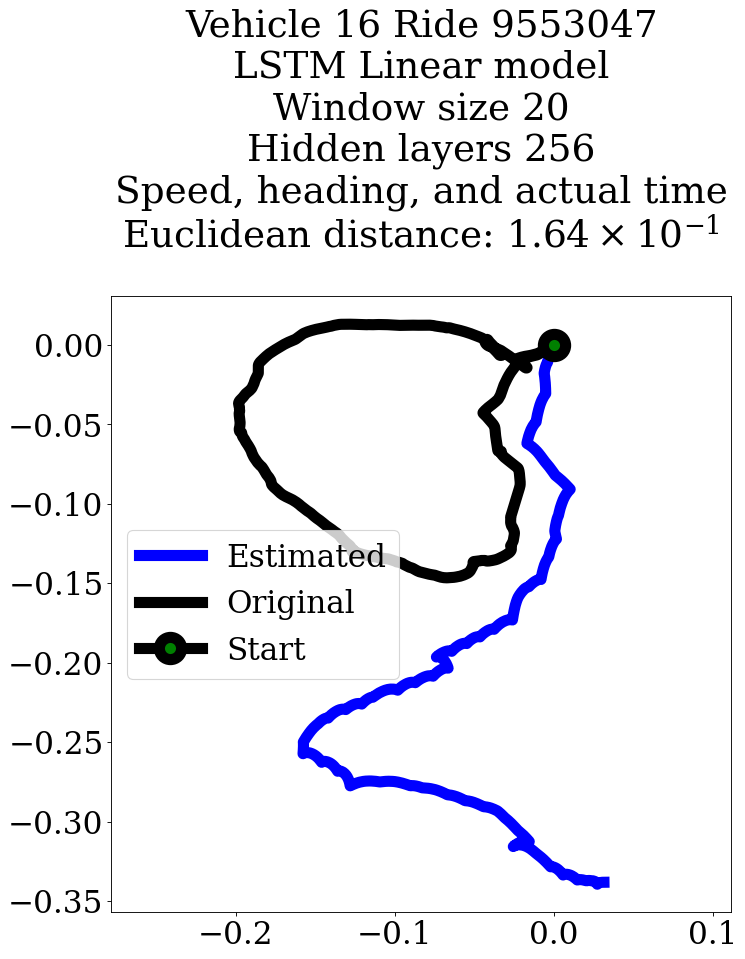 Vehicle 16 Ride 9553047
LSTM Linear model
Window size 20
Hidden layers 256
Speed, heading, and actual time
Euclidean distance: 1.64 × 10⁻¹
0.00
−0.05
−0.10
−0.15
−0.20
−0.25
−0.30
−0.35
Estimated
Original
Start
−0.2
−0.1
0.0
0.1